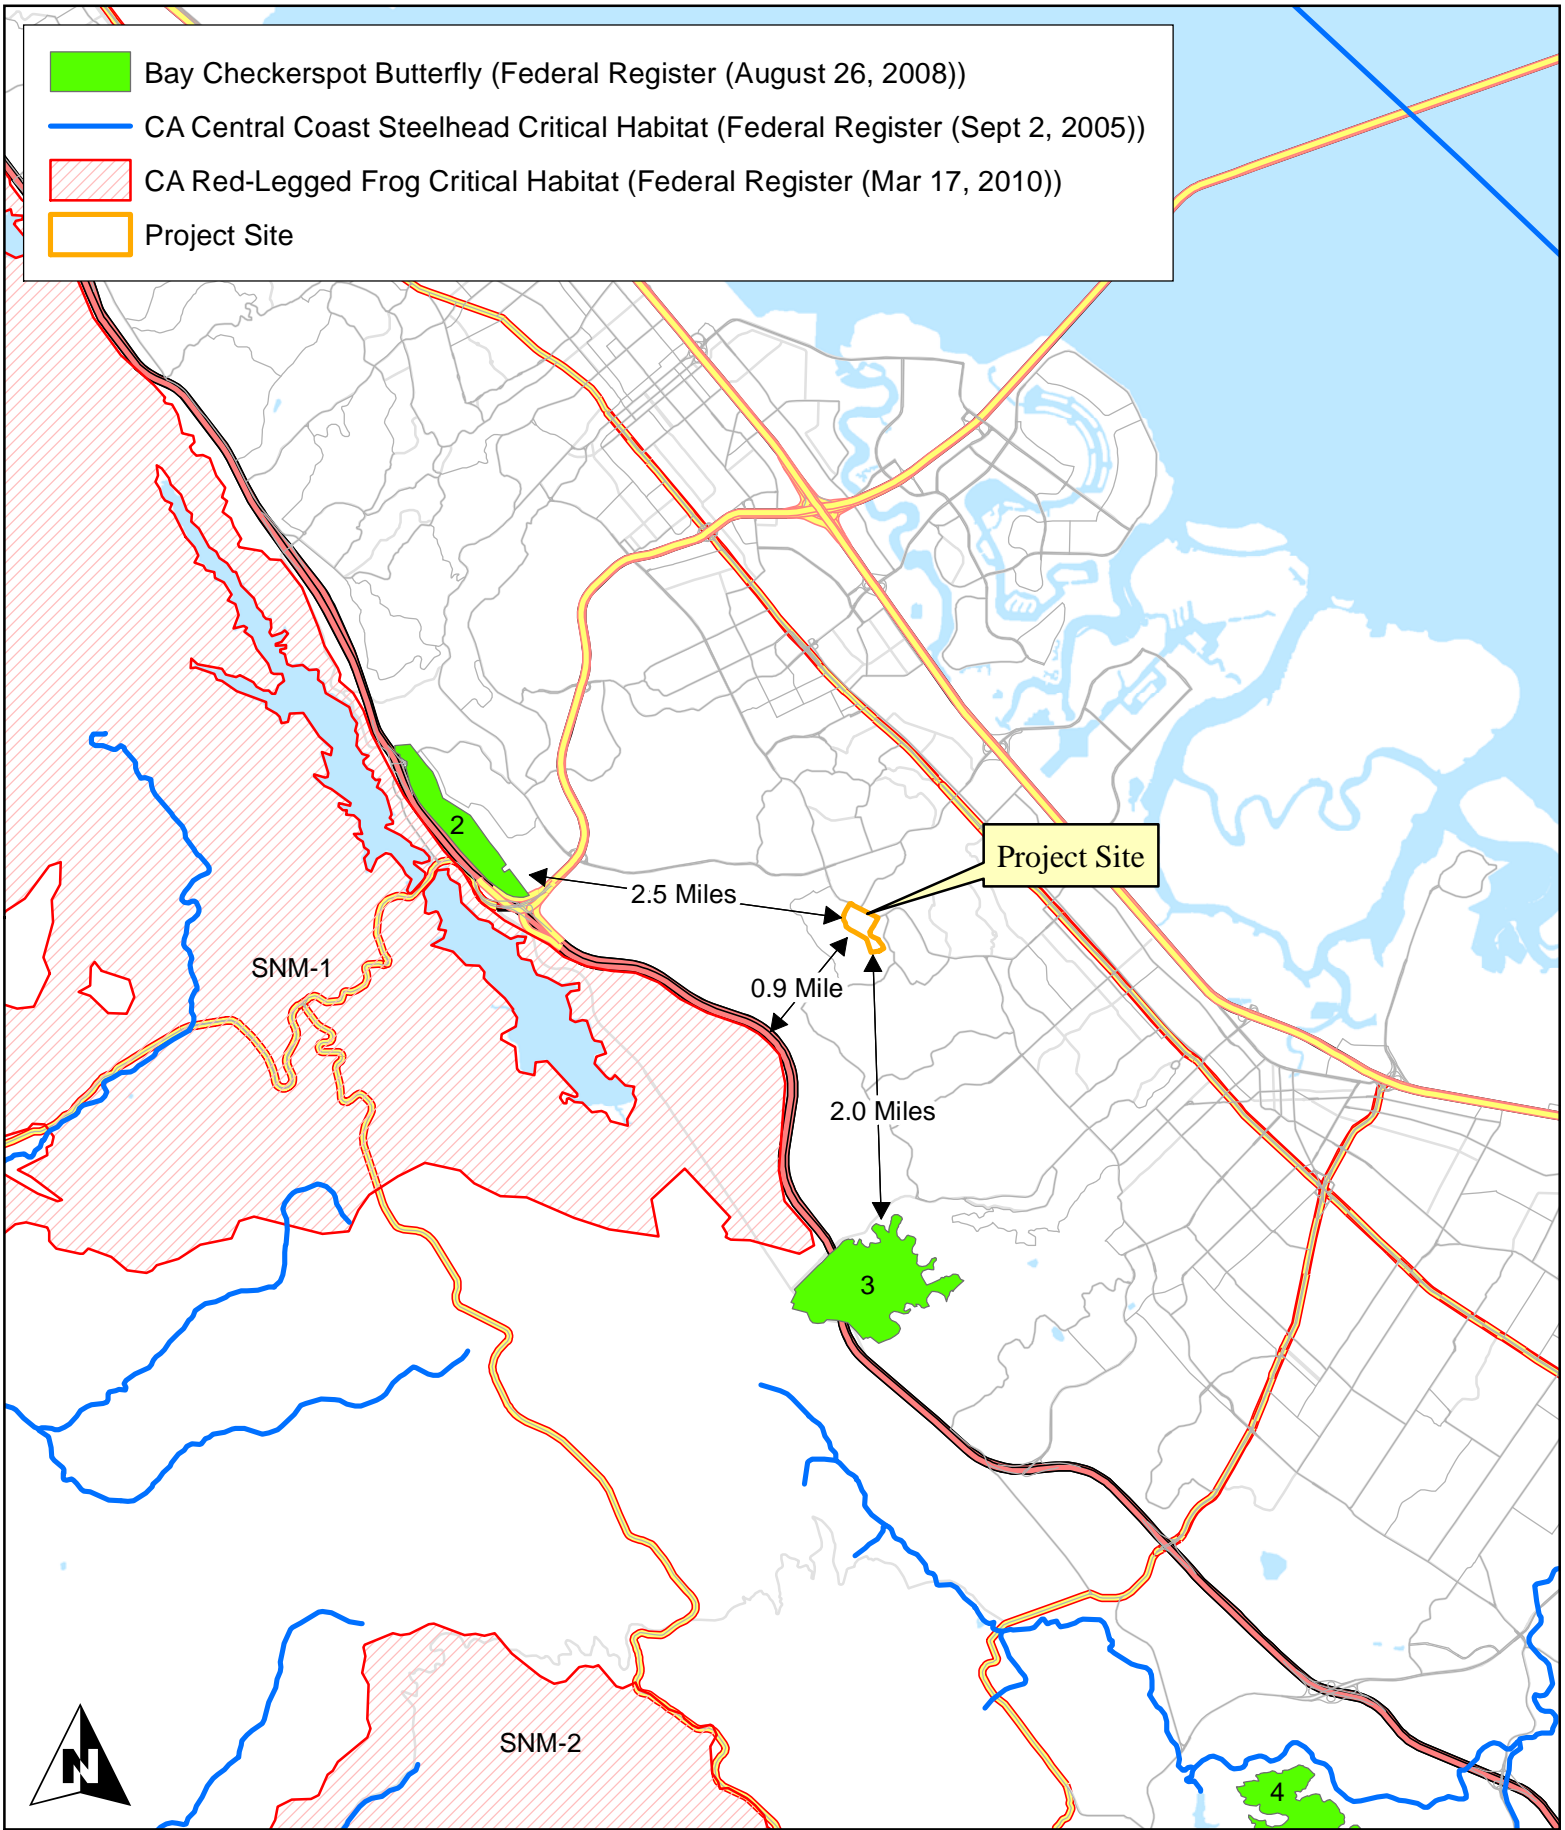 Bay Checkerspot Butterfly (Federal Register (August 26, 2008))
CA Central Coast Steelhead Critical Habitat (Federal Register (Sept 2, 2005))
CA Red-Legged Frog Critical Habitat (Federal Register (Mar 17, 2010))
Project Site
2
Project Site
2.5 Miles
SNM-1
0.9 Mile
2.0 Miles
3
SNM-2
N
4